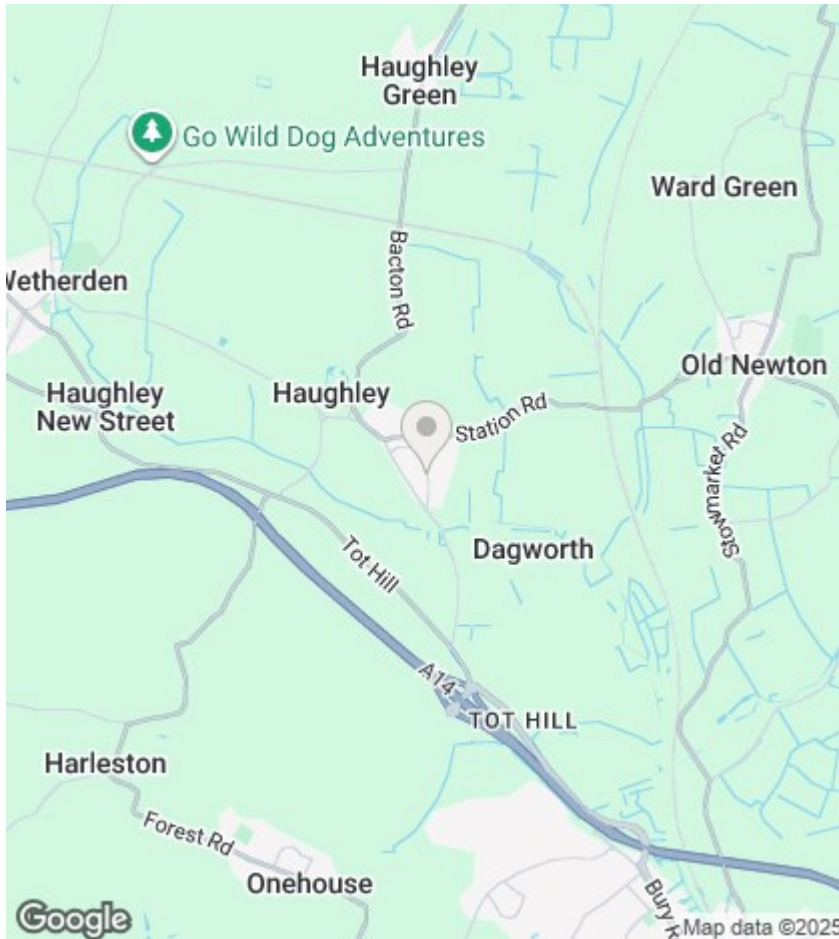 Haughley
Green
Go Wild Dog Adventures
Ward Green
Bacton Rd
Wetherden
Old Newton
Haughley
Haughley
New Street
Station Rd
Stowmarket Rd
Dagworth
Tot Hill
A14
TOT HILL
Harleston
Forest Rd
Onehouse
Bury R
Google
Map data ©2025